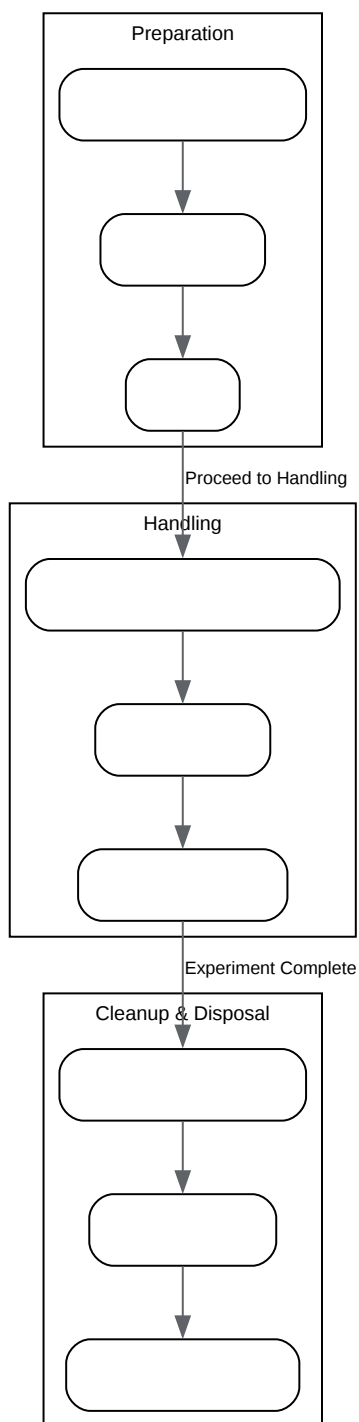 Preparation
Proceed to Handling
Handling
Experiment Complete
Cleanup & Disposal